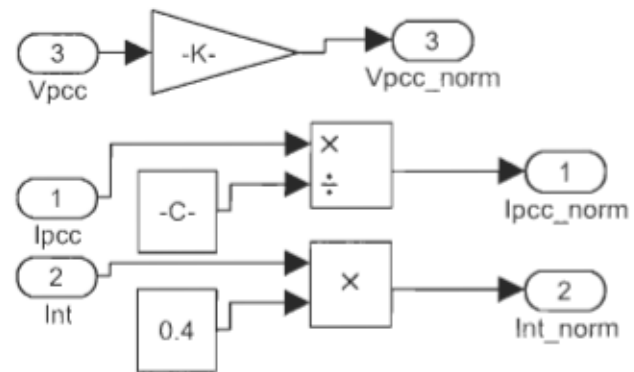 3
-K-
3
Vpcc
Vpcc_norm
×
÷
1
-C-
1
Ipcc
Ipcc_norm
2
×
2
Int
0.4
Int_norm